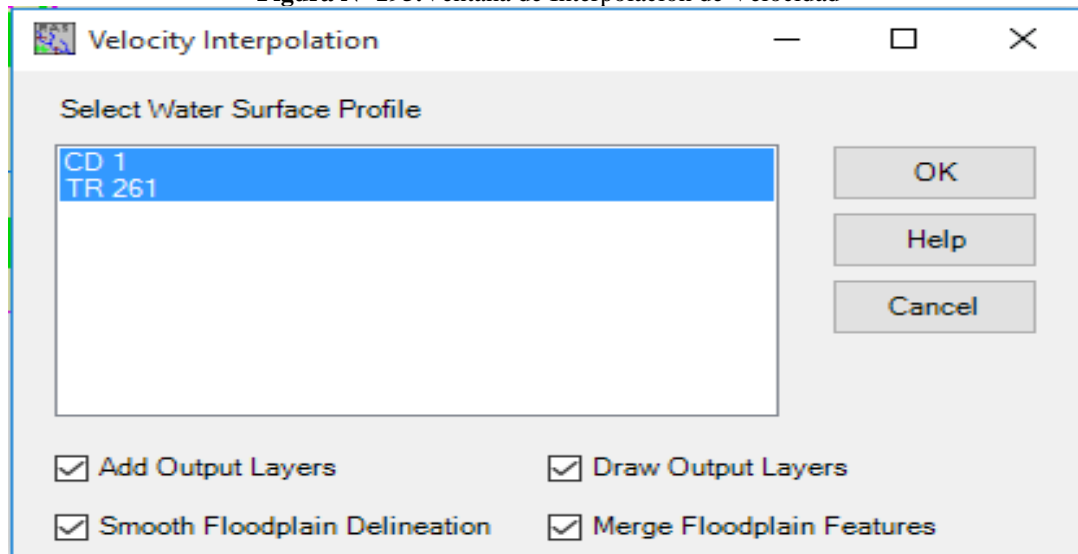 Velocity Interpolation
Select Water Surface Profile
CD 1
TR 261
OK
Help
Cancel
Add Output Layers
Draw Output Layers
Smooth Floodplain Delineation
Merge Floodplain Features